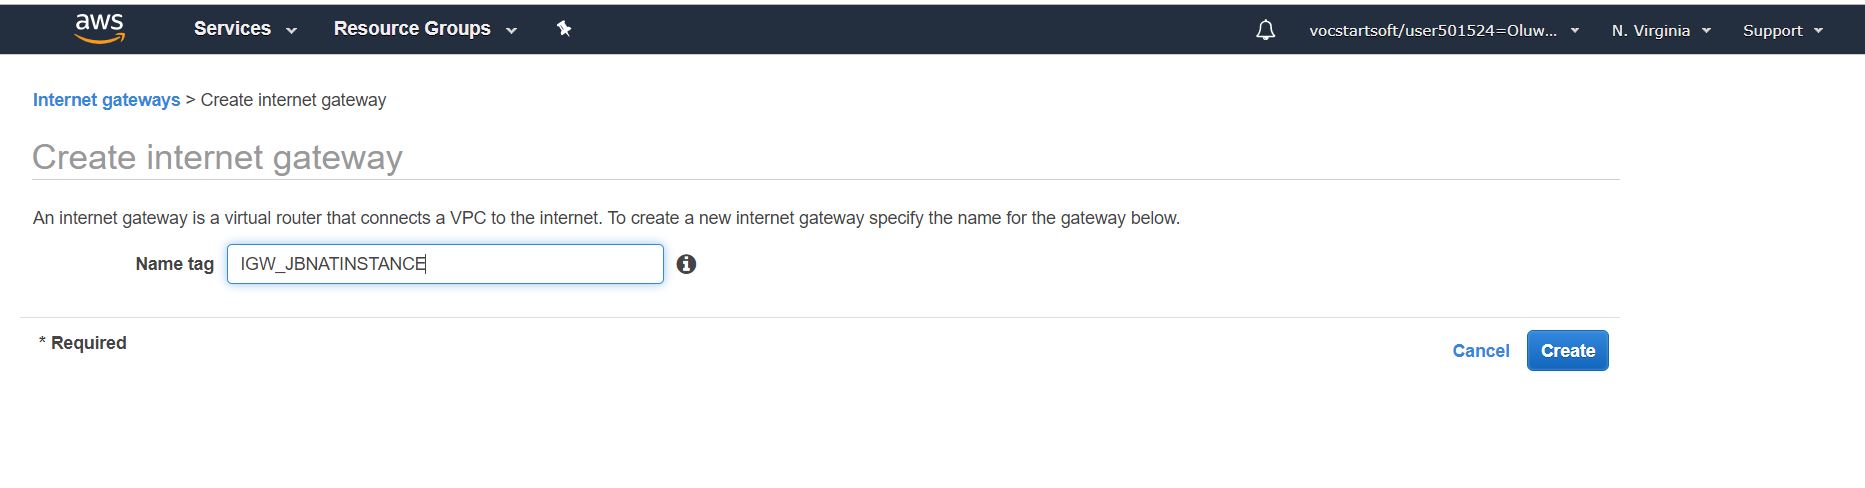 aws Services Resource Groups vocstartsoft/user501524=Oluw... N. Virginia Support
Internet gateways > Create internet gateway
Create internet gateway
An internet gateway is a virtual router that connects a VPC to the internet. To create a new internet gateway specify the name for the gateway below.
Name tag IGW_JBNATINSTANCE
* Required
Cancel Create